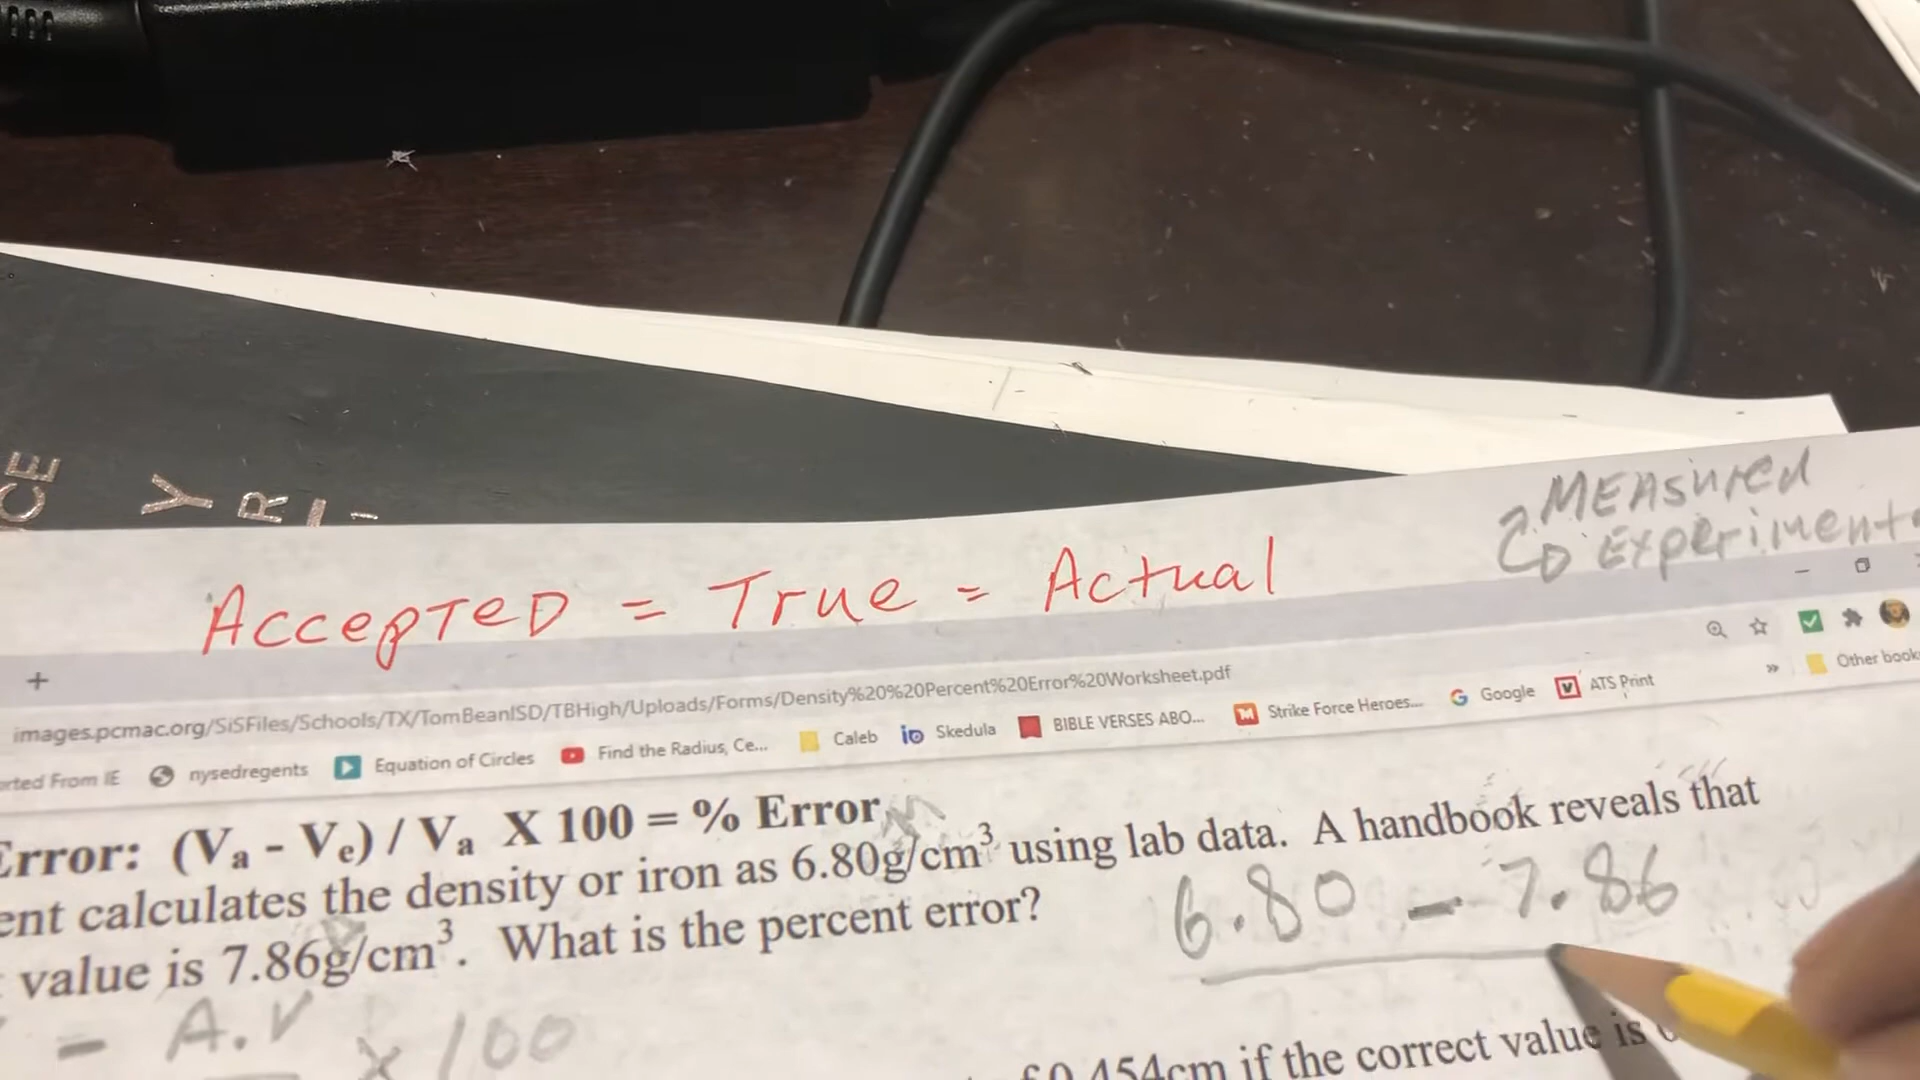 CE
Y
R
MEASUred
Experiment
AccepTeD = True = Actual
images.pcmac.org/SiSFiles/Schools/TX/TomBeanISD/TBHigh/Uploads/Forms/Density%20%20Percent%20Error%20Worksheet.pdf
orted From IE nysedregents Equation of Circles Find the Radius, Ce... Caleb Skedula BIBLE VERSES ABO... Strike Force Heroes... Google ATS Print » Other book
Error: (Va - Ve) / Va X 100 = % Error
ent calculates the density or iron as 6.80g/cm³ using lab data. A handbook reveals that
value is 7.86g/cm³. What is the percent error?
6.80 - 7.86
- A.V
x 100
0.454cm if the correct value is